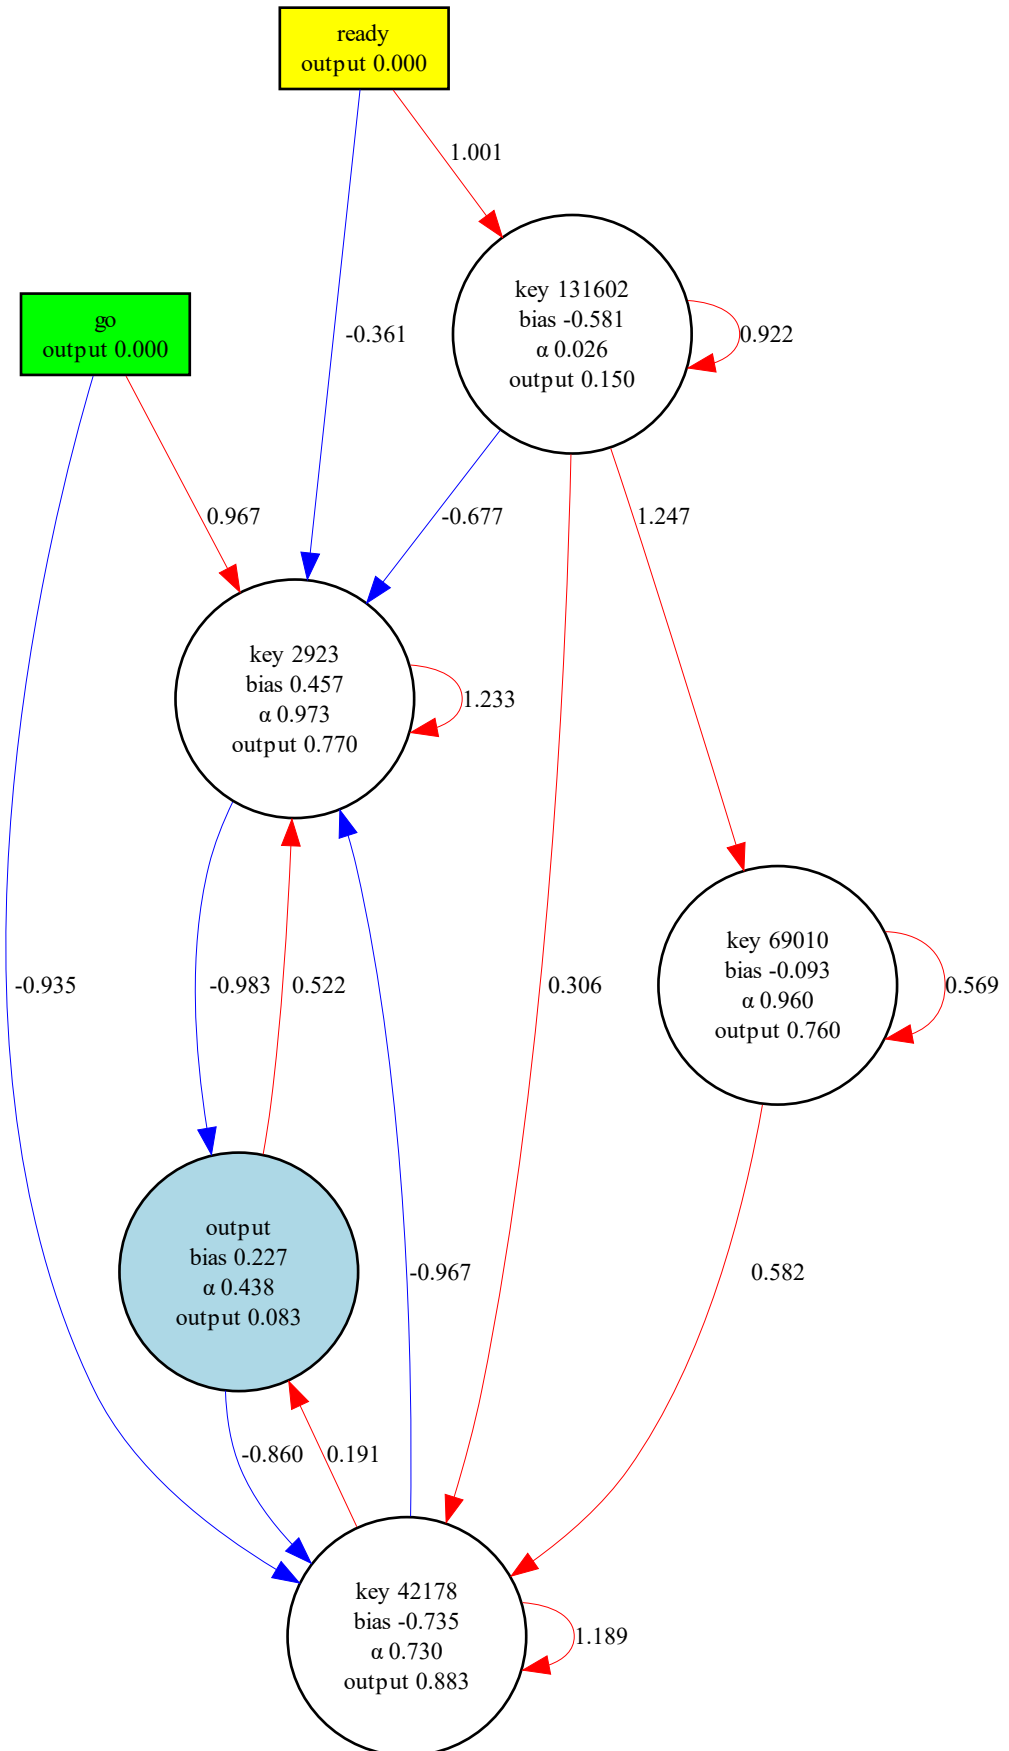 ready
output 0.000
1.001
key 131602
bias -0.581
α 0.026
output 0.150
0.922
go
output 0.000
-0.361
0.967
-0.677
1.247
key 2923
bias 0.457
α 0.973
output 0.770
1.233
key 69010
bias -0.093
α 0.960
output 0.760
0.569
-0.935
-0.983
0.522
0.306
output
bias 0.227
α 0.438
output 0.083
-0.967
0.582
-0.860
0.191
key 42178
bias -0.735
α 0.730
output 0.883
1.189